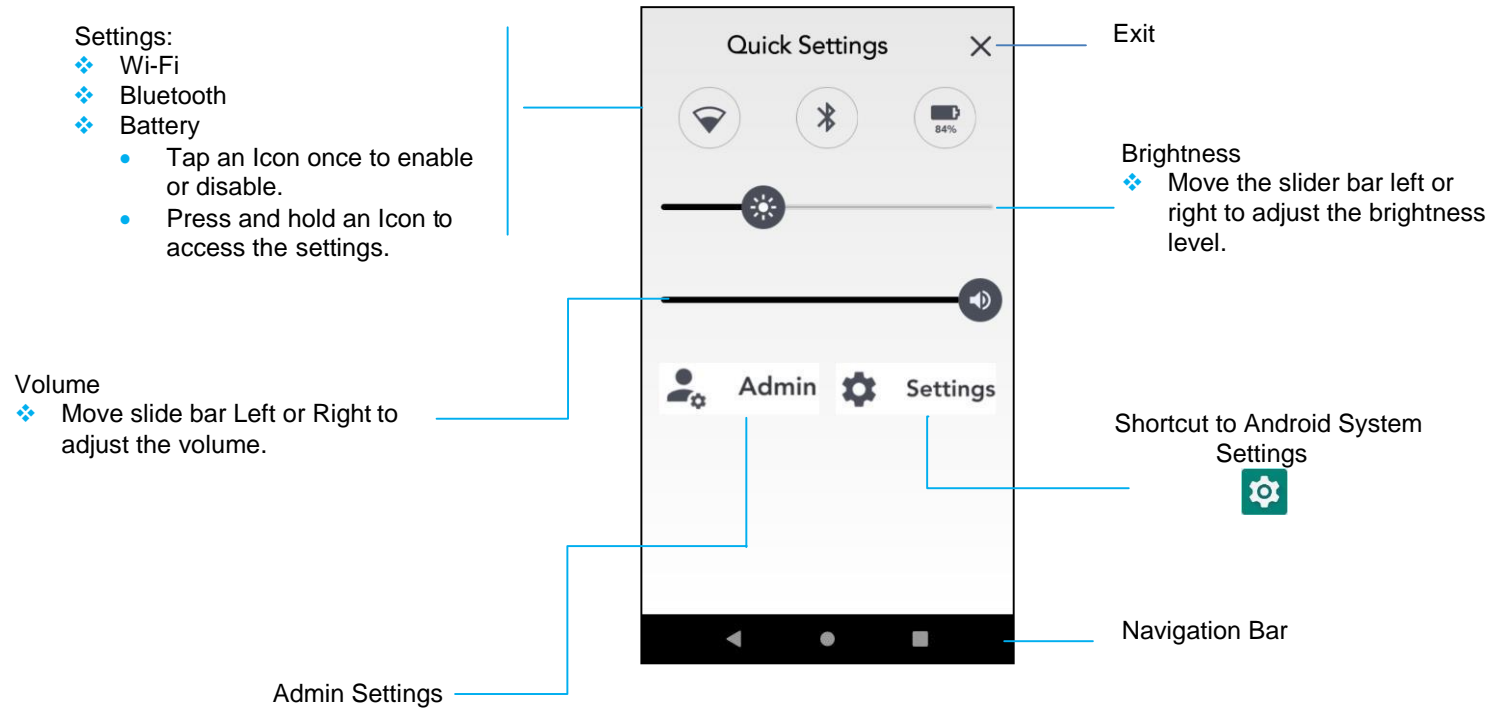 Settings:
❖ Wi-Fi
❖ Bluetooth
❖ Battery
• Tap an Icon once to enable
or disable.
• Press and hold an Icon to
access the settings.
Volume
❖ Move slide bar Left or Right to
adjust the volume.
Admin Settings
Quick Settings
84%
Admin
Settings
Exit
Brightness
❖ Move the slider bar left or
right to adjust the brightness
level.
Shortcut to Android System
Settings
Navigation Bar